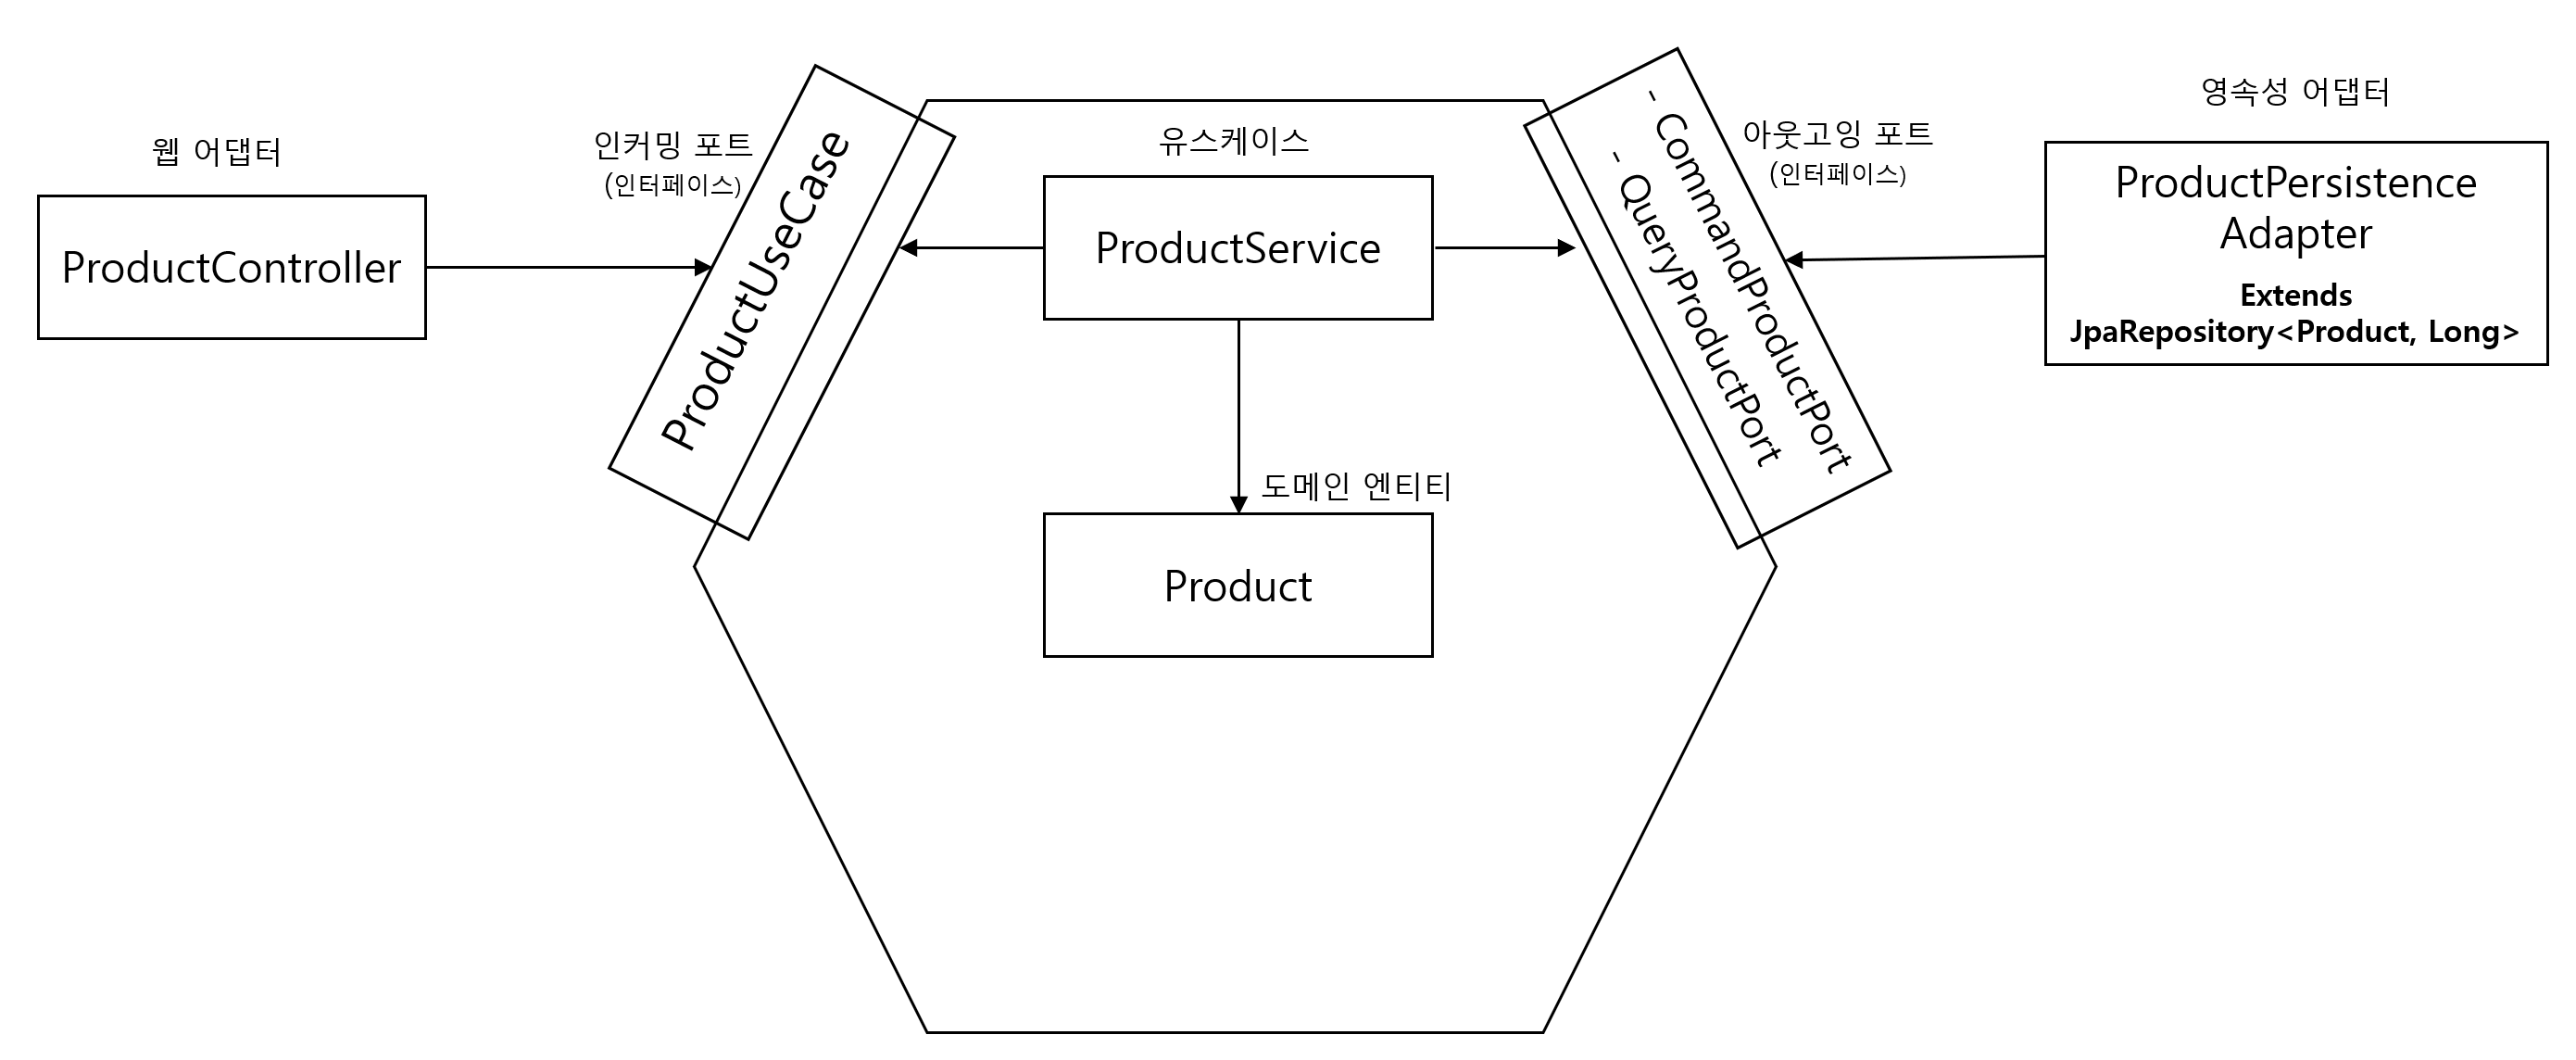 웹 어댑터
ProductController
인커밍 포트
(인터페이스)
ProductUseCase
유스케이스
ProductService
도메인 엔티티
Product
- CommandProductPort
- QueryProductPort
아웃고잉 포트
(인터페이스)
영속성 어댑터
ProductPersistence
Adapter
Extends
JpaRepository<Product, Long>